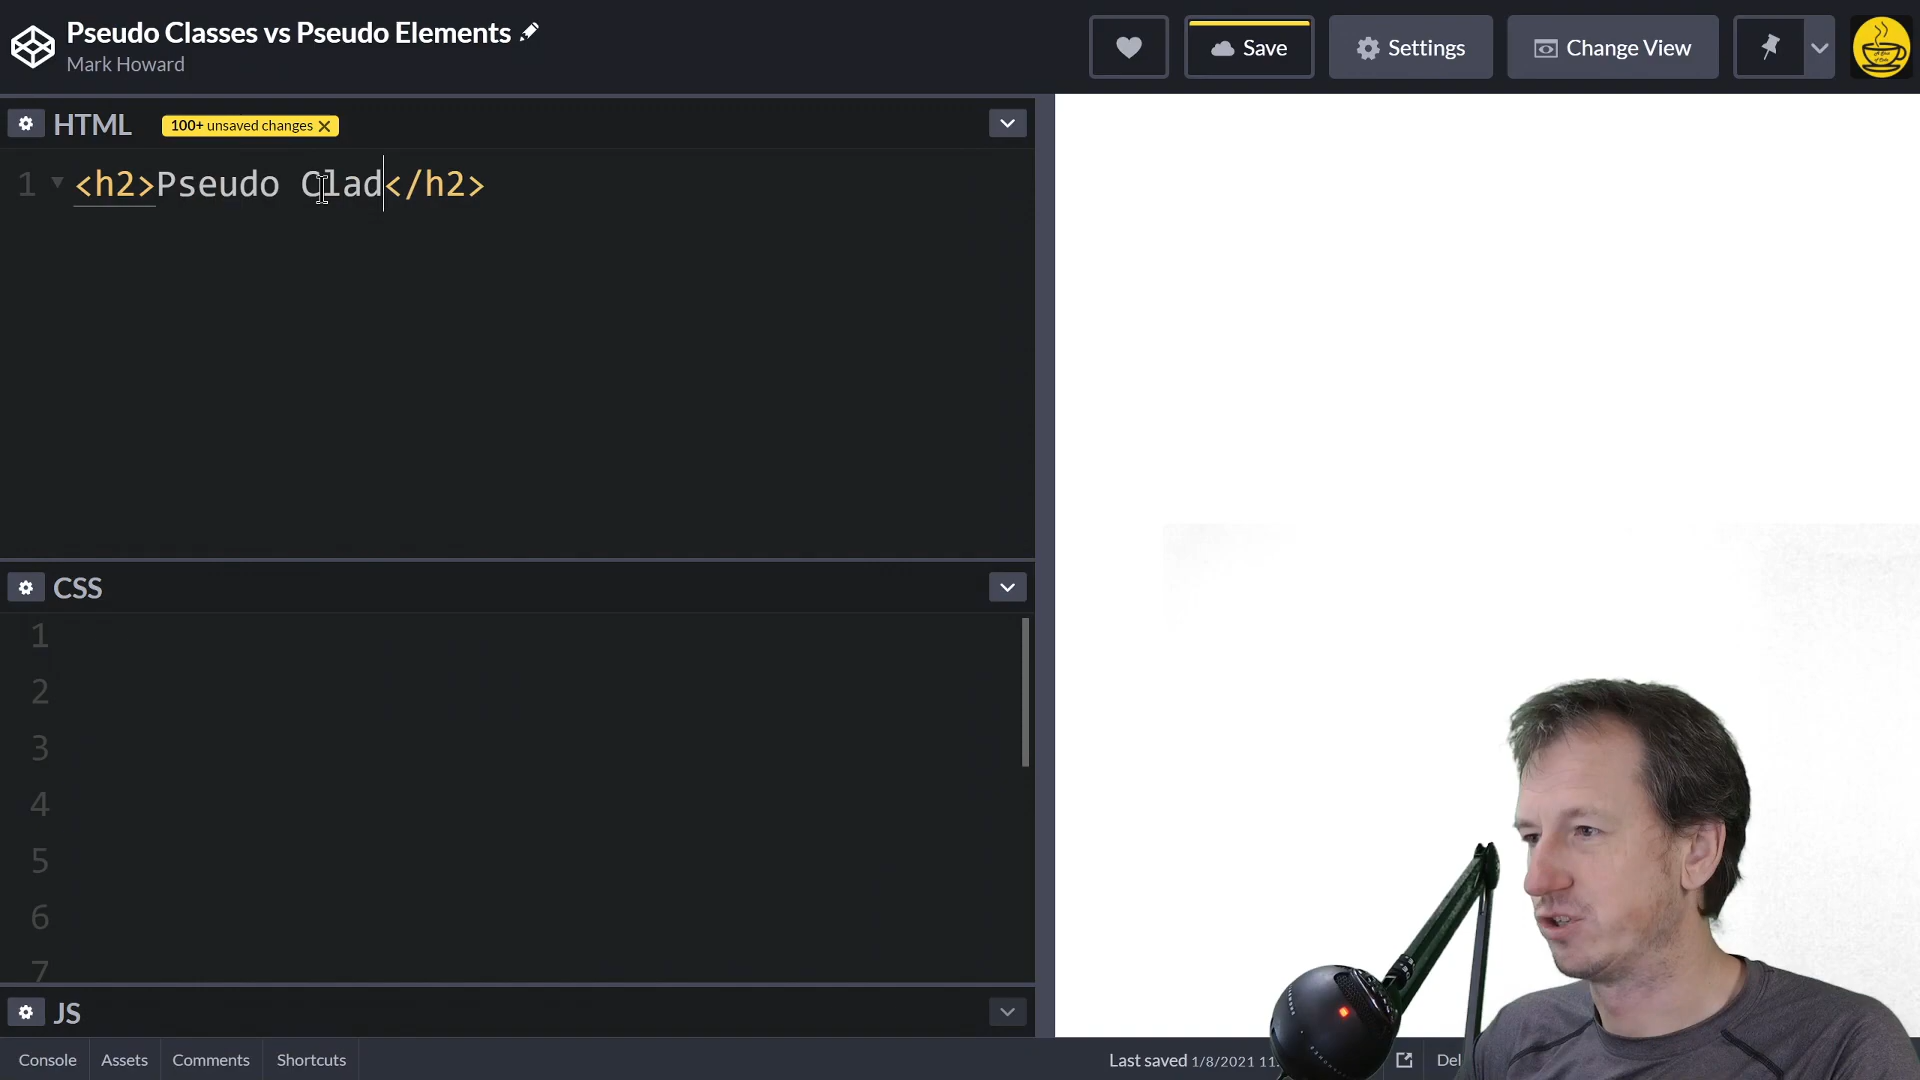 Pseudo Classes vs Pseudo Elements
Mark Howard
Save
Settings
Change View
HTML
100+ unsaved changes
1 <h2>Pseudo Clad</h2>
CSS
1
2
3
4
5
6
7
JS
Console
Assets
Comments
Shortcuts
Last saved 1/8/2021 11
Del